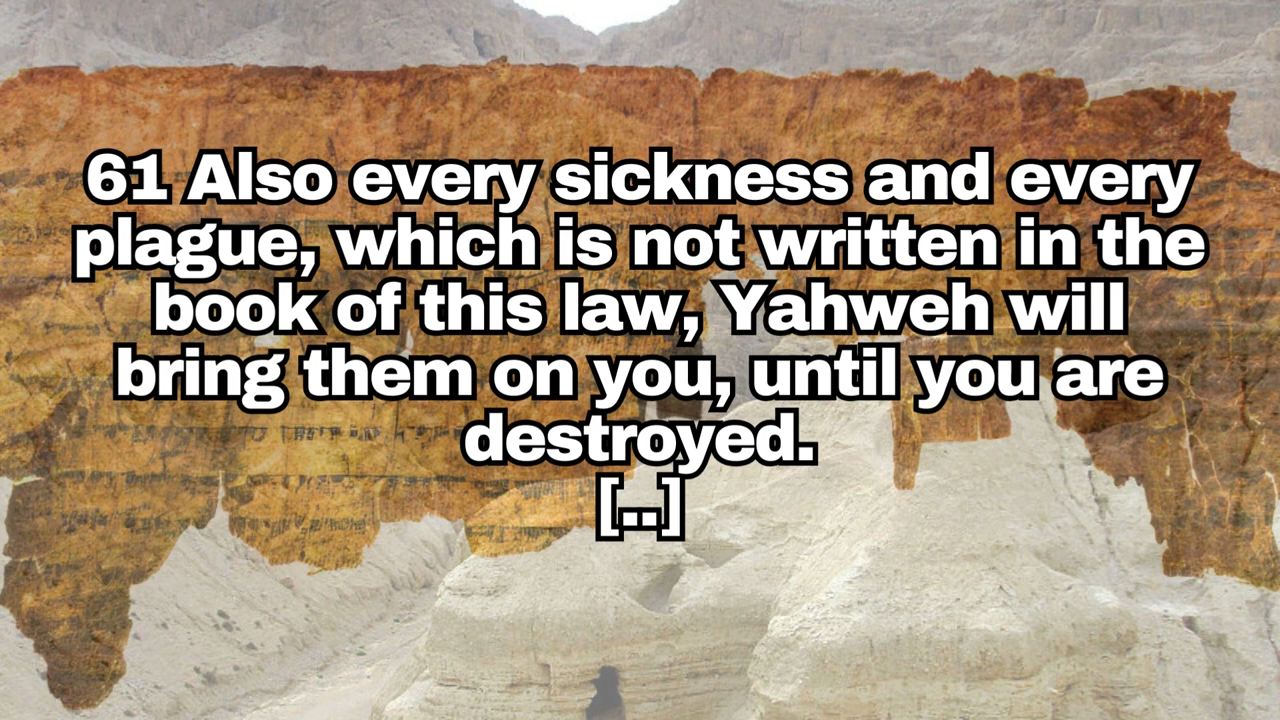 61 Also every sickness and every
plague, which is not written in the
book of this law, Yahweh will
bring them on you, until you are
destroyed.
[..]